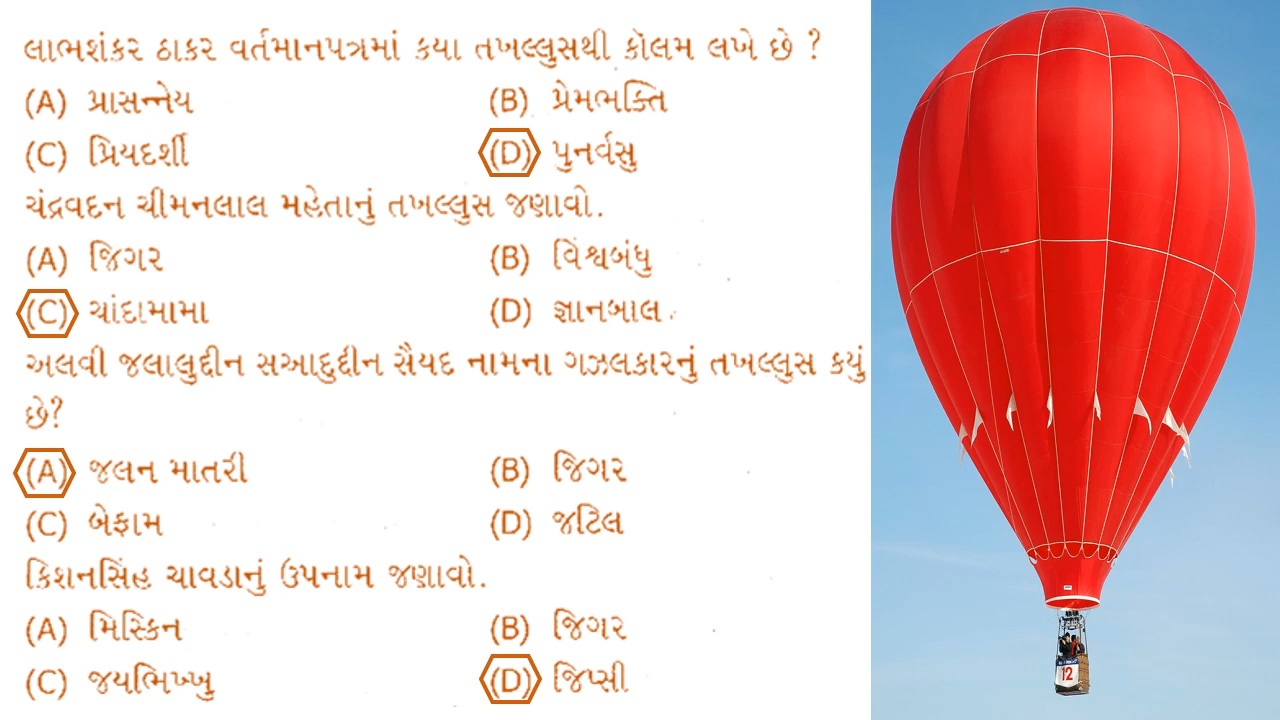 લાભશંકર ઠાકર વર્તમાનપત્રમાં કયા તખલ્લુસથી કૉલમ લખે છે ?
(A) પ્રાસન્નેય (B) પ્રેમભક્તિ
(C) પ્રિયદર્શી (D) પુનર્વસુ
ચંદ્રવદન ચીમનલાલ મહેતાનું તખલ્લુસ જણાવો.
(A) જિગર (B) વિશ્વબંધુ
(C) ચાંદામામા (D) જ્ઞાનબાલ
અલવી જલાલુદ્દીન સઆદુદ્દીન સૈયદ નામના ગઝલકારનું તખલ્લુસ કયું
છે?
(A) જલન માતરી (B) જિગર
(C) બેફામ (D) જટિલ
કિશનસિંહ ચાવડાનું ઉપનામ જણાવો.
(A) મિસ્કિન (B) જિગર
(C) જયભિખ્ખુ (D) જિપ્સી
12